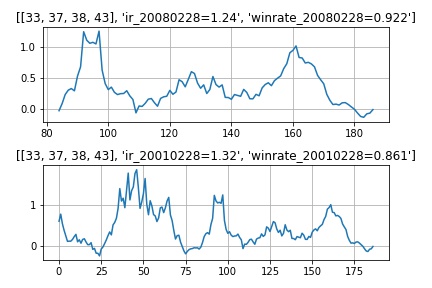 [[33, 37, 38, 43], 'ir_20080228=1.24', 'winrate_20080228=0.922']
1.0
0.5
0.0
80 100 120 140 160 180
[[33, 37, 38, 43], 'ir_20010228=1.32', 'winrate_20010228=0.861']
1
0
0 25 50 75 100 125 150 175